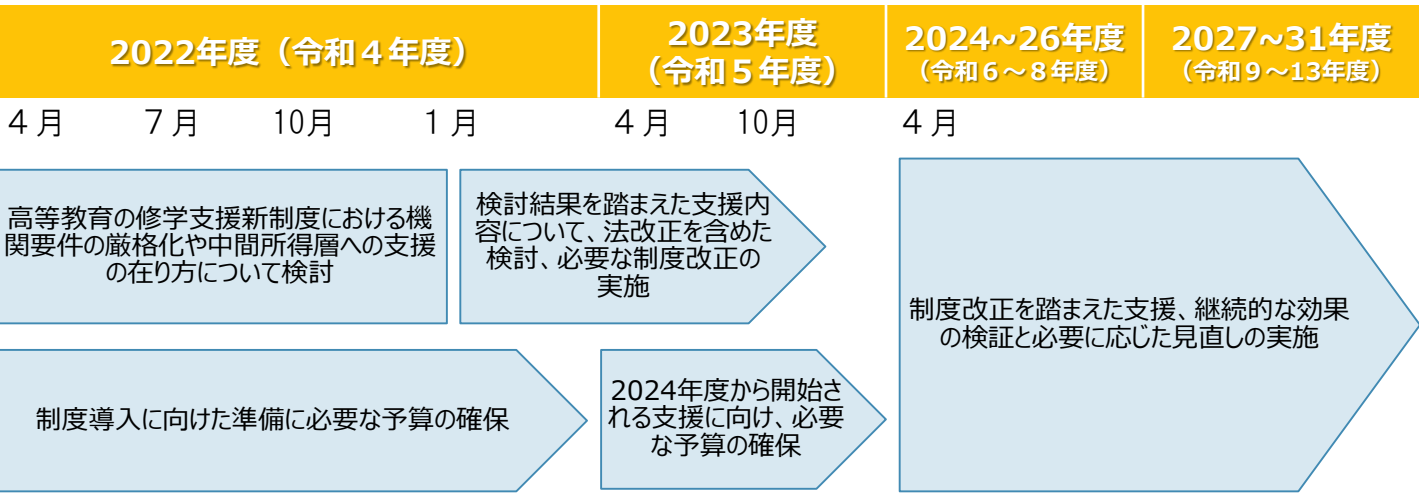 2022年度（令和４年度）
2023年度
（令和５年度）
2024~26年度
（令和６～８年度）
2027~31年度
（令和９～13年度）
４月
７月
10月
１月
４月
10月
４月
高等教育の修学支援新制度における機
関要件の厳格化や中間所得層への支援
の在り方について検討
検討結果を踏まえた支援内
容について、法改正を含めた
検討、必要な制度改正の
実施
制度改正を踏まえた支援、継続的な効果
の検証と必要に応じた見直しの実施
制度導入に向けた準備に必要な予算の確保
2024年度から開始さ
れる支援に向け、必要
な予算の確保